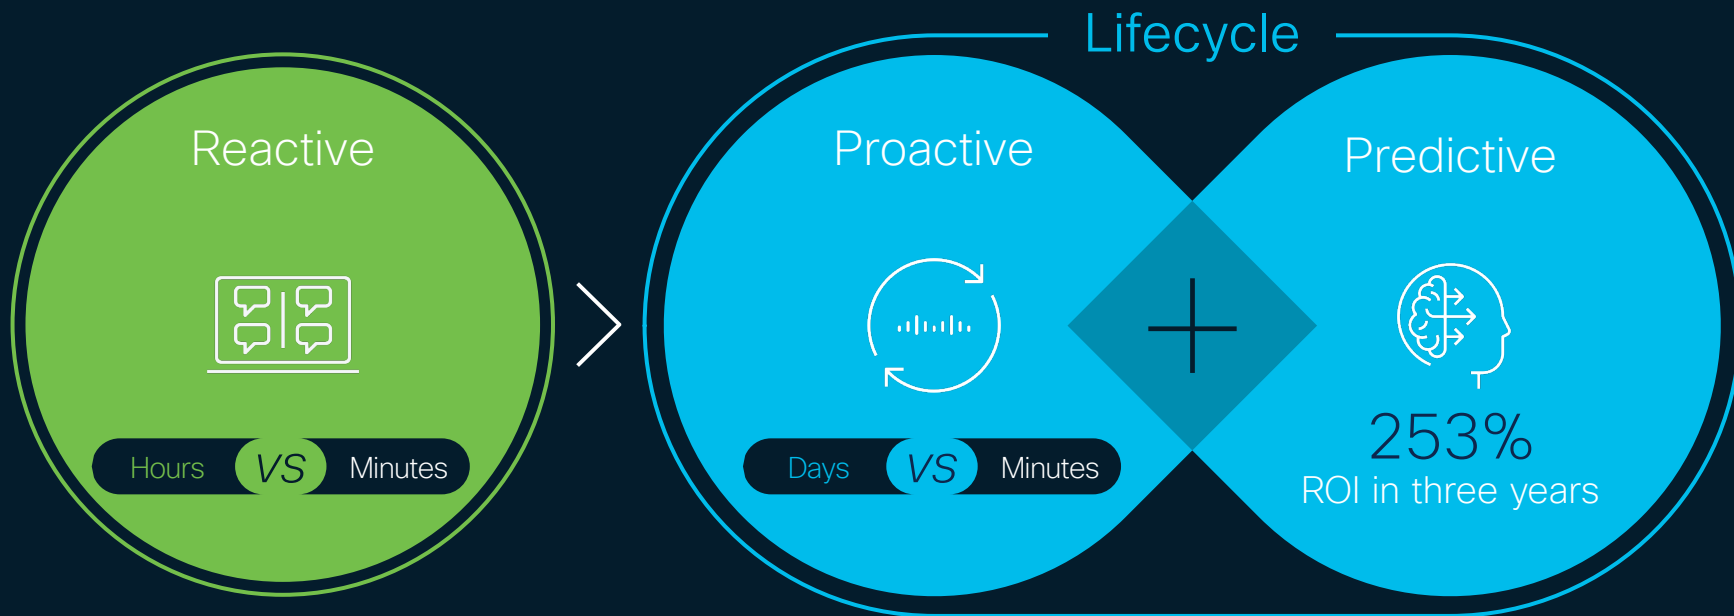 Lifecycle
Reactive
Hours VS Minutes
Proactive
Days VS Minutes
Predictive
253%
ROI in three years